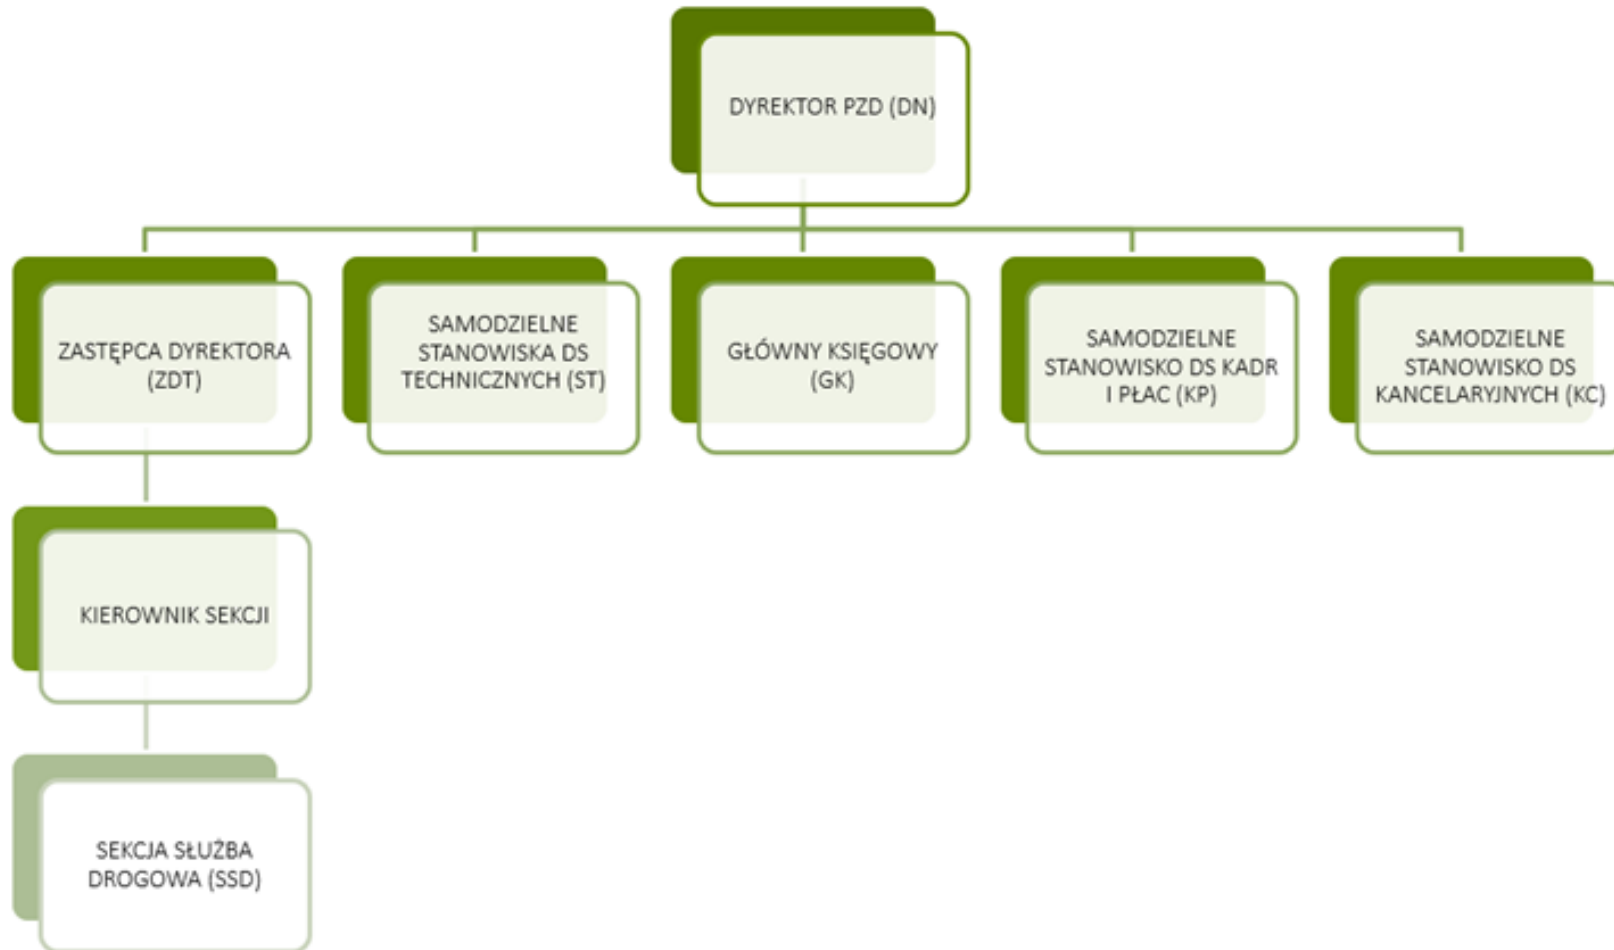 DYREKTOR PZD (DN)
ZASTĘPCA DYREKTORA
(ZDT)
SAMODZIELNE
STANOWISKA DS
TECHNICZNYCH (ST)
GŁÓWNY KSIĘGOWY
(GK)
SAMODZIELNE
STANOWISKO DS KADR
I PŁAC (KP)
SAMODZIELNE
STANOWISKO DS
KANCELARYJNYCH (KC)
KIEROWNIK SEKCJI
SEKCJA SŁUŻBA
DROGOWA (SSD)